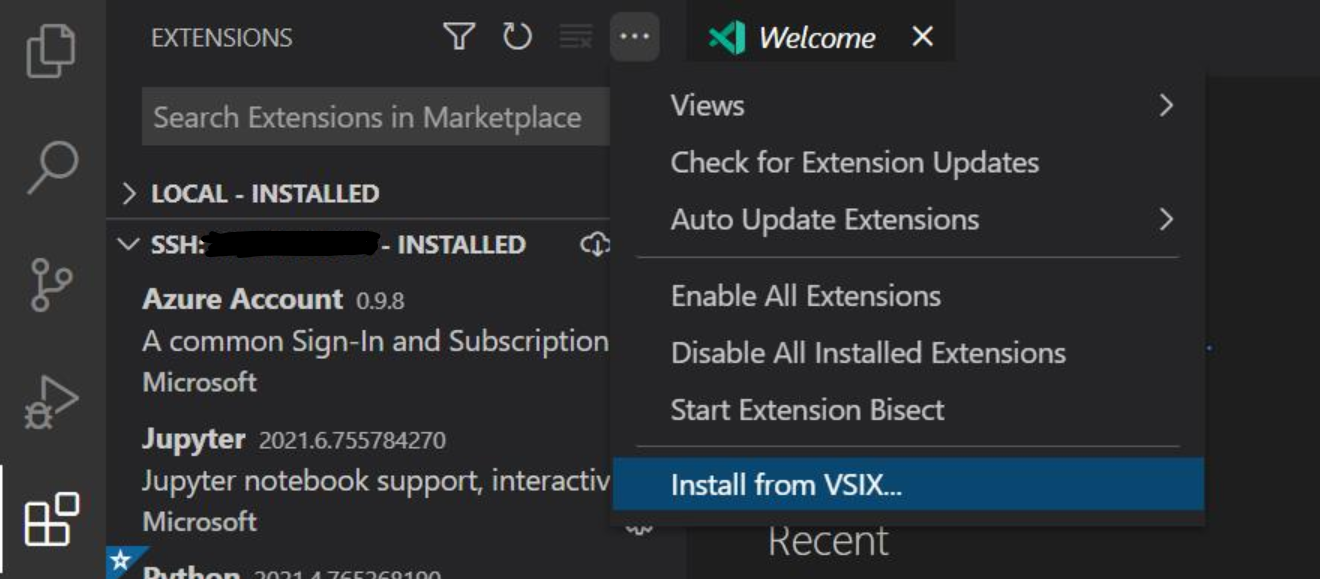 EXTENSIONS
Welcome
Search Extensions in Marketplace
LOCAL - INSTALLED
SSH: - INSTALLED
Azure Account 0.9.8
A common Sign-In and Subscription
Microsoft
Jupyter 2021.6.755784270
Jupyter notebook support, interactiv
Microsoft
Python 2021.4.765268190
Views
Check for Extension Updates
Auto Update Extensions
Enable All Extensions
Disable All Installed Extensions
Start Extension Bisect
Install from VSIX...
Recent